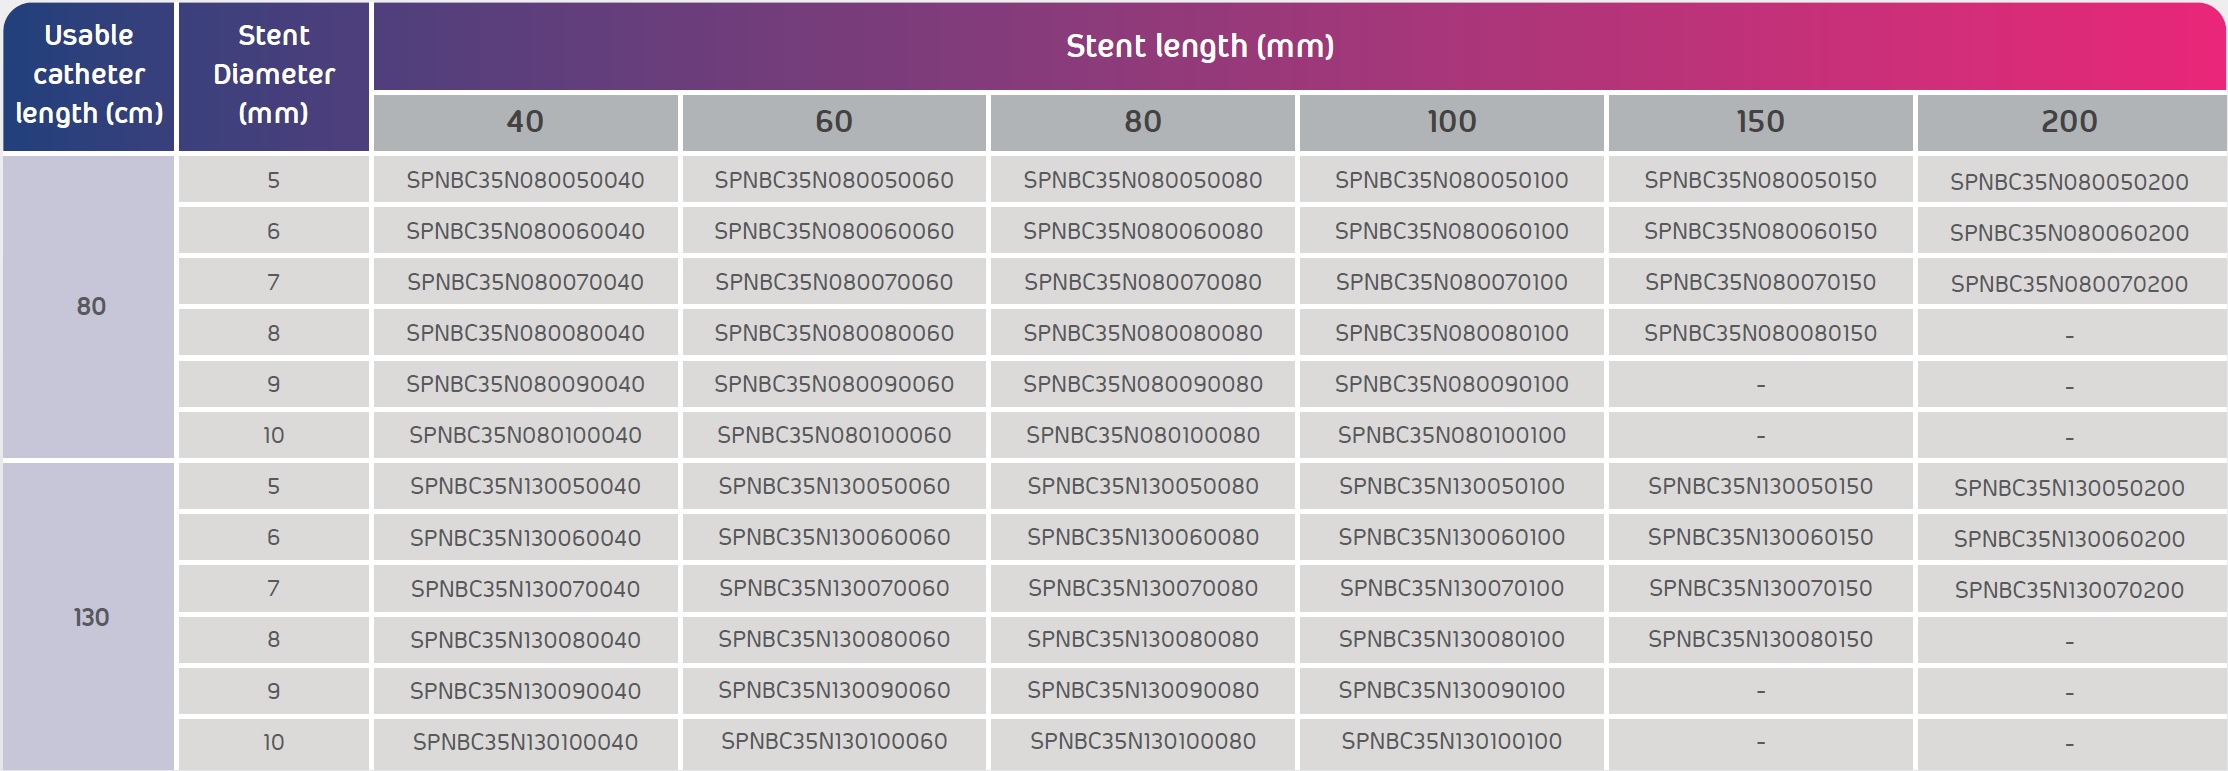 Usable catheter length (cm) Stent Diameter (mm) Stent length (mm)
40 60 80 100 150 200
80
5 SPNBC35N080050040 SPNBC35N080050060 SPNBC35N080050080 SPNBC35N080050100 SPNBC35N080050150 SPNBC35N080050200
6 SPNBC35N080060040 SPNBC35N080060060 SPNBC35N080060080 SPNBC35N080060100 SPNBC35N080060150 SPNBC35N080060200
7 SPNBC35N080070040 SPNBC35N080070060 SPNBC35N080070080 SPNBC35N080070100 SPNBC35N080070150 SPNBC35N080070200
8 SPNBC35N080080040 SPNBC35N080080060 SPNBC35N080080080 SPNBC35N080080100 SPNBC35N080080150 -
9 SPNBC35N080090040 SPNBC35N080090060 SPNBC35N080090080 SPNBC35N080090100 - -
10 SPNBC35N080100040 SPNBC35N080100060 SPNBC35N080100080 SPNBC35N080100100 - -
130
5 SPNBC35N130050040 SPNBC35N130050060 SPNBC35N130050080 SPNBC35N130050100 SPNBC35N130050150 SPNBC35N130050200
6 SPNBC35N130060040 SPNBC35N130060060 SPNBC35N130060080 SPNBC35N130060100 SPNBC35N130060150 SPNBC35N130060200
7 SPNBC35N130070040 SPNBC35N130070060 SPNBC35N130070080 SPNBC35N130070100 SPNBC35N130070150 SPNBC35N130070200
8 SPNBC35N130080040 SPNBC35N130080060 SPNBC35N130080080 SPNBC35N130080100 SPNBC35N130080150 -
9 SPNBC35N130090040 SPNBC35N130090060 SPNBC35N130090080 SPNBC35N130090100 - -
10 SPNBC35N130100040 SPNBC35N130100060 SPNBC35N130100080 SPNBC35N130100100 - -